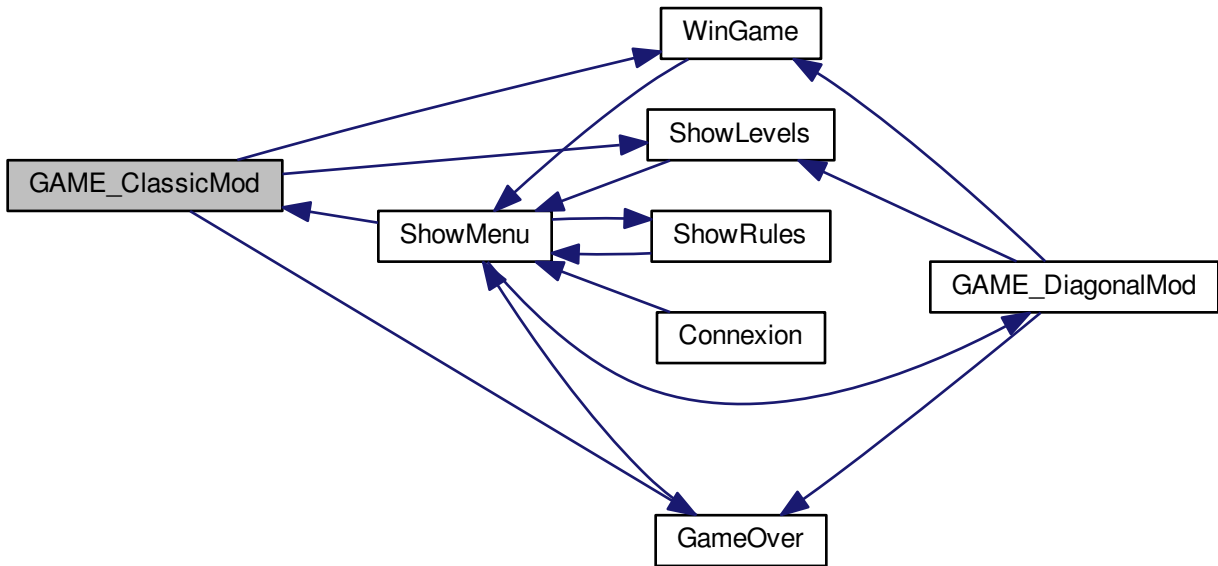 WinGame
ShowLevels
GAME_ClassicMod
ShowMenu
ShowRules
GAME_DiagonalMod
Connexion
GameOver